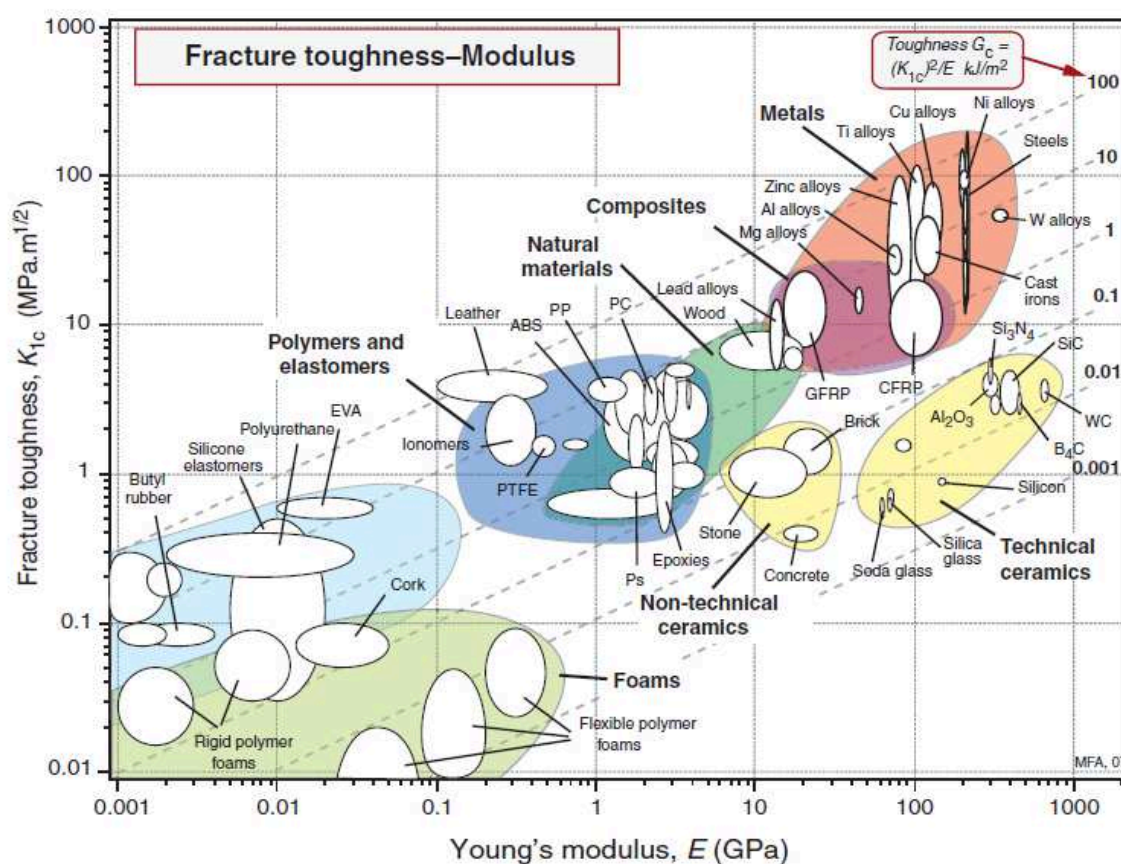 1000
Fracture toughness–Modulus
Toughness Gc =
(K1C)²/E kJ/m²
100
Metals
Cu alloys
Ni alloys
Ti alloys
Steels
100
10
Zinc alloys
Composites
Al alloys
W alloys
Mg alloys
1
Natural
materials
Lead alloys
Cast
irons
PP
PC
Wood
0.1
Leather
ABS
10
Si₃N₄
SiC
Polymers and
elastomers
GFRP
CFRP
0.01
EVA
Al₂O₃
WC
Polyurethane
Ionomers
Brick
Silicone
elastomers
B₄C
0.001
Butyl
rubber
PTFE
1
Silicon
Stone
Silica
glass
Epoxies
Technical
ceramics
Soda glass
Concrete
Ps
Cork
Non-technical
ceramics
0.1
Foams
Flexible polymer
foams
Rigid polymer
foams
MFA, 0
0.01
0.001
0.01
0.1
1
10
100
1000
Fracture toughness, K1c (MPa.m1/2)
Young's modulus, E (GPa)